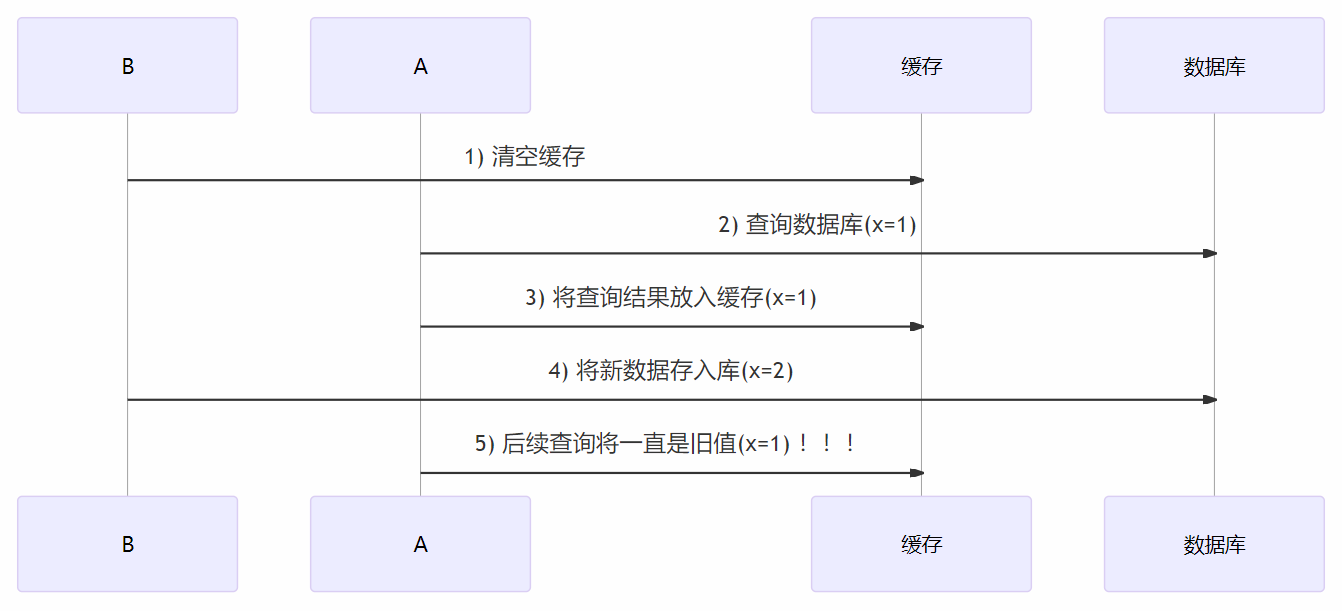 B
A
缓存
数据库
1) 清空缓存
2) 查询数据库(x=1)
3) 将查询结果放入缓存(x=1)
4) 将新数据存入库(x=2)
5) 后续查询将一直是旧值(x=1)！！！
B
A
缓存
数据库